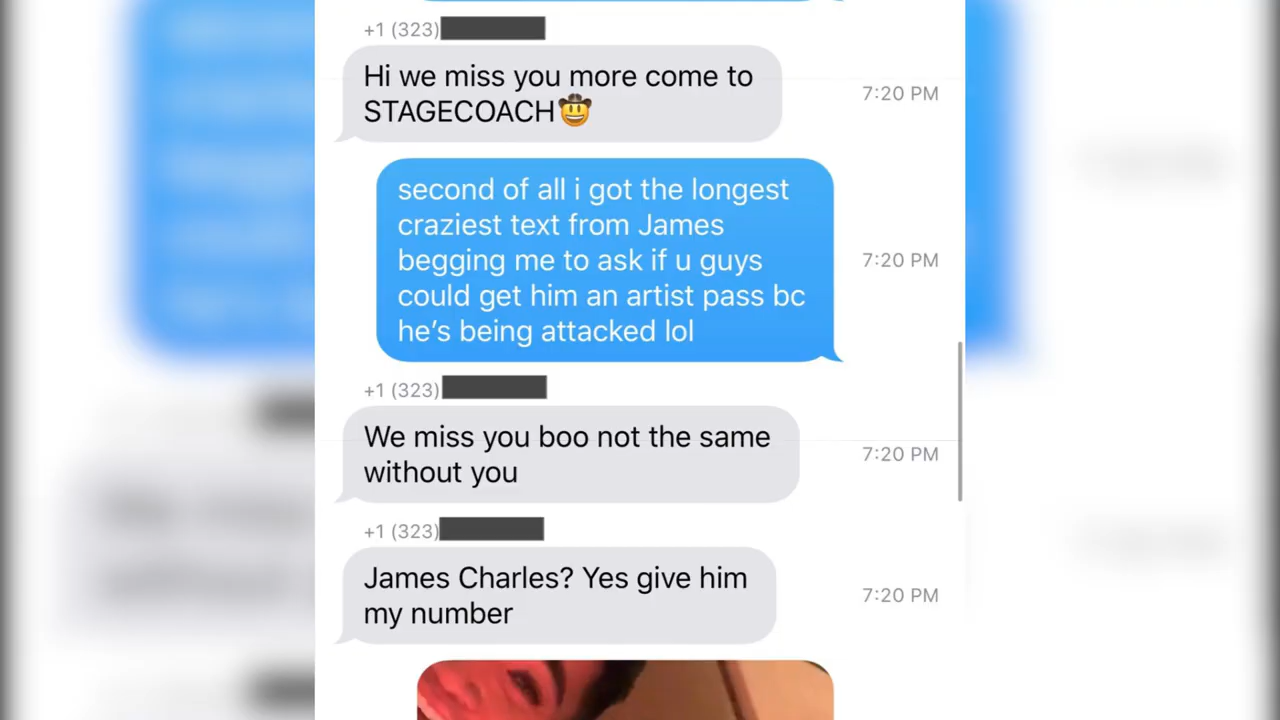 +1 (323)
Hi we miss you more come to
STAGECOACH🤠
7:20 PM
second of all i got the longest
craziest text from James
begging me to ask if u guys
could get him an artist pass bc
he’s being attacked lol
7:20 PM
+1 (323)
We miss you boo not the same
without you
7:20 PM
+1 (323)
James Charles? Yes give him
my number
7:20 PM